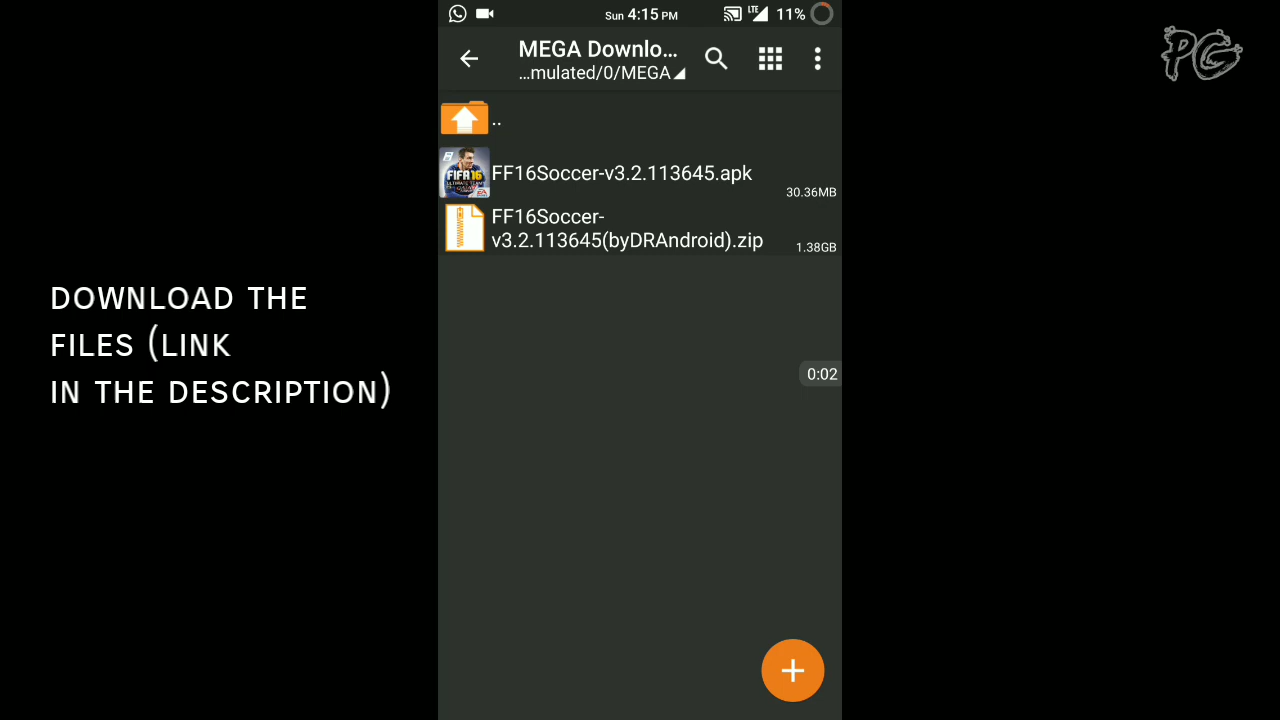 Sun 4:15 PM
LTE
11%
PG
MEGA Downlo...
...mulated/0/MEGA
..
FF16Soccer-v3.2.113645.apk
30.36MB
FF16Soccer-
v3.2.113645(byDRAndroid).zip
1.38GB
DOWNLOAD THE
FILES (LINK
IN THE DESCRIPTION)
0:02